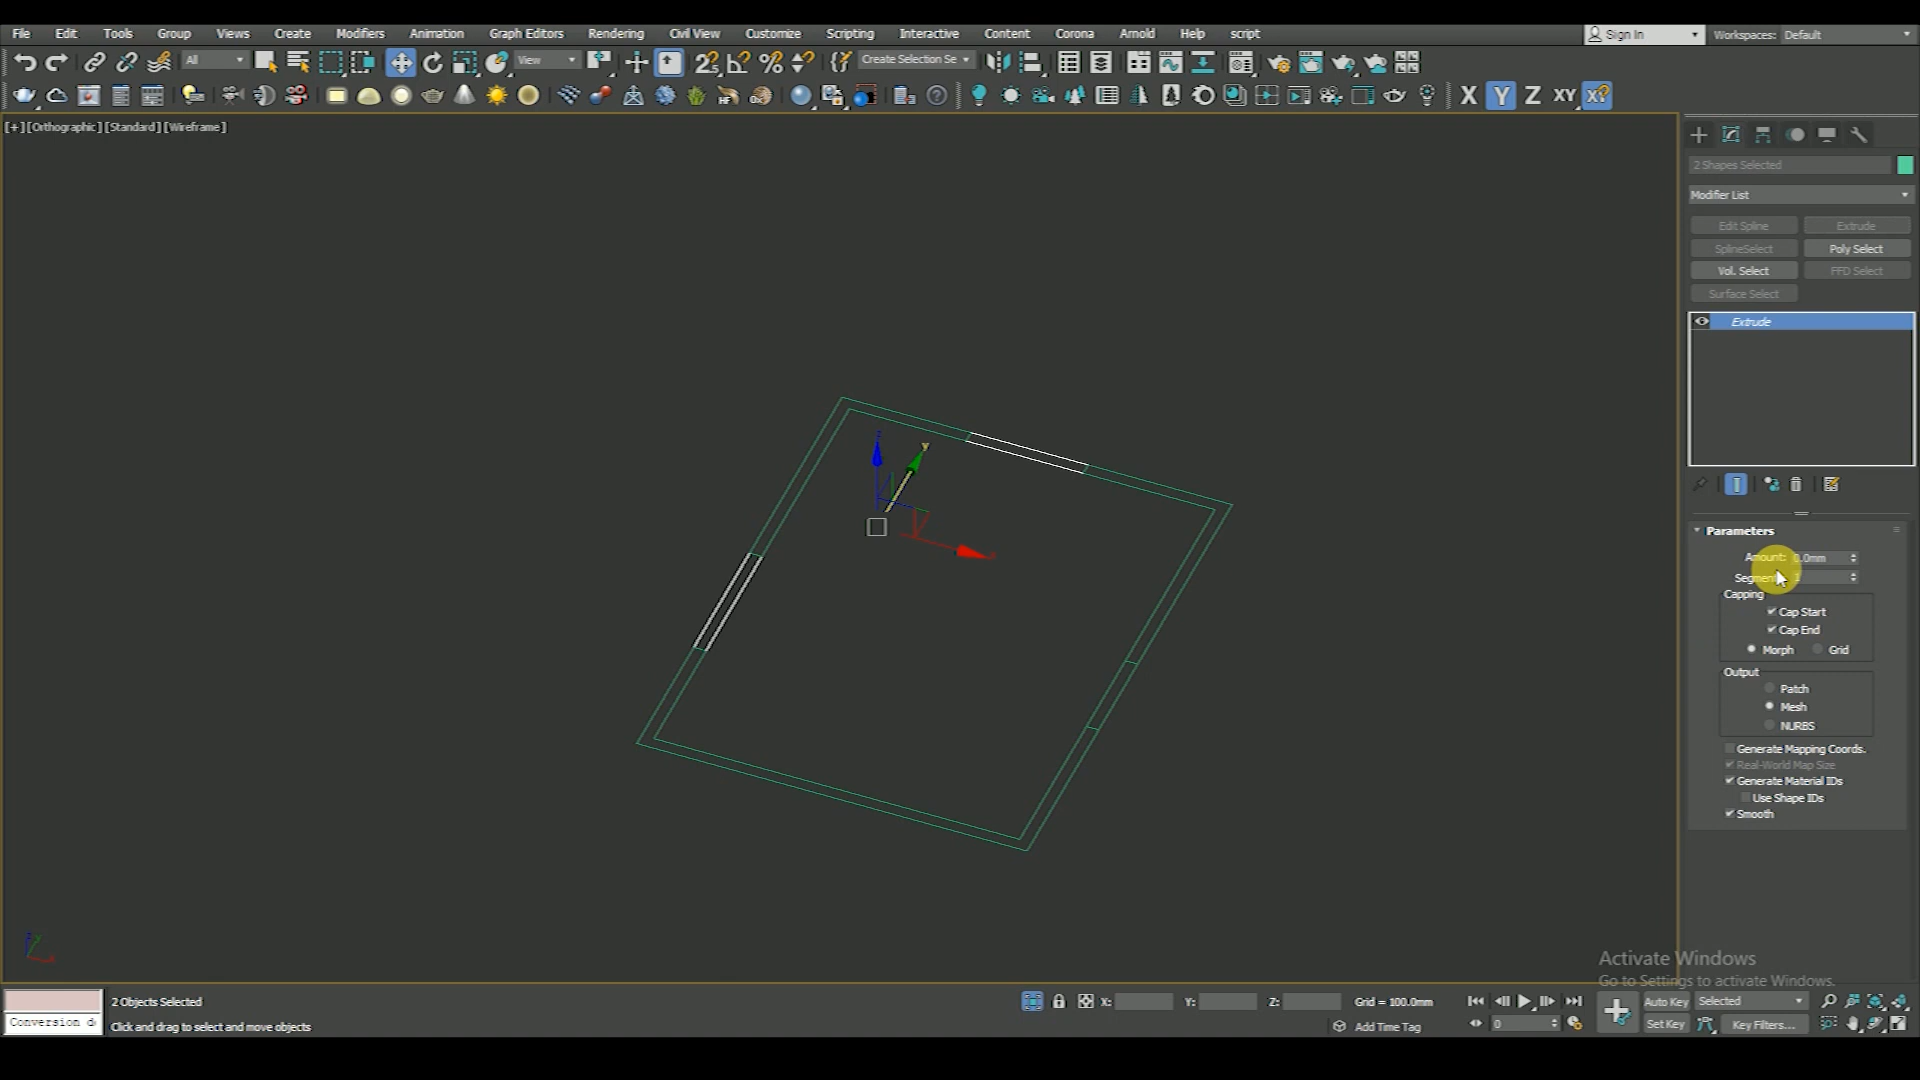 File Edit Tools Group Views Create Modifiers Animation Graph Editors Rendering Civil View Customize Scripting Interactive Content Corona Arnold Help script Sign In Workspaces: Default
All View Create Selection Se
X Y Z XY XY
[+] [Orthographic] [Standard] [Wireframe]
2 Shapes Selected
Modifier List
Edit Spline Extrude
SplineSelect Poly Select
Vol. Select FFD Select
Surface Select
Extrude
z
y
Parameters
Amount: 0.0mm
Segments: 1
Capping
Cap Start
Cap End
Morph Grid
Output
Patch
Mesh
NURBS
Generate Mapping Coords.
Real-World Map Size
Generate Material IDs
Use Shape IDs
Smooth
Activate Windows
Go to Settings to activate Windows.
2 Objects Selected X: Y: Z: Grid = 100.0mm Auto Key Selected
Conversion d Click and drag to select and move objects Add Time Tag 0 Set Key Key Filters...